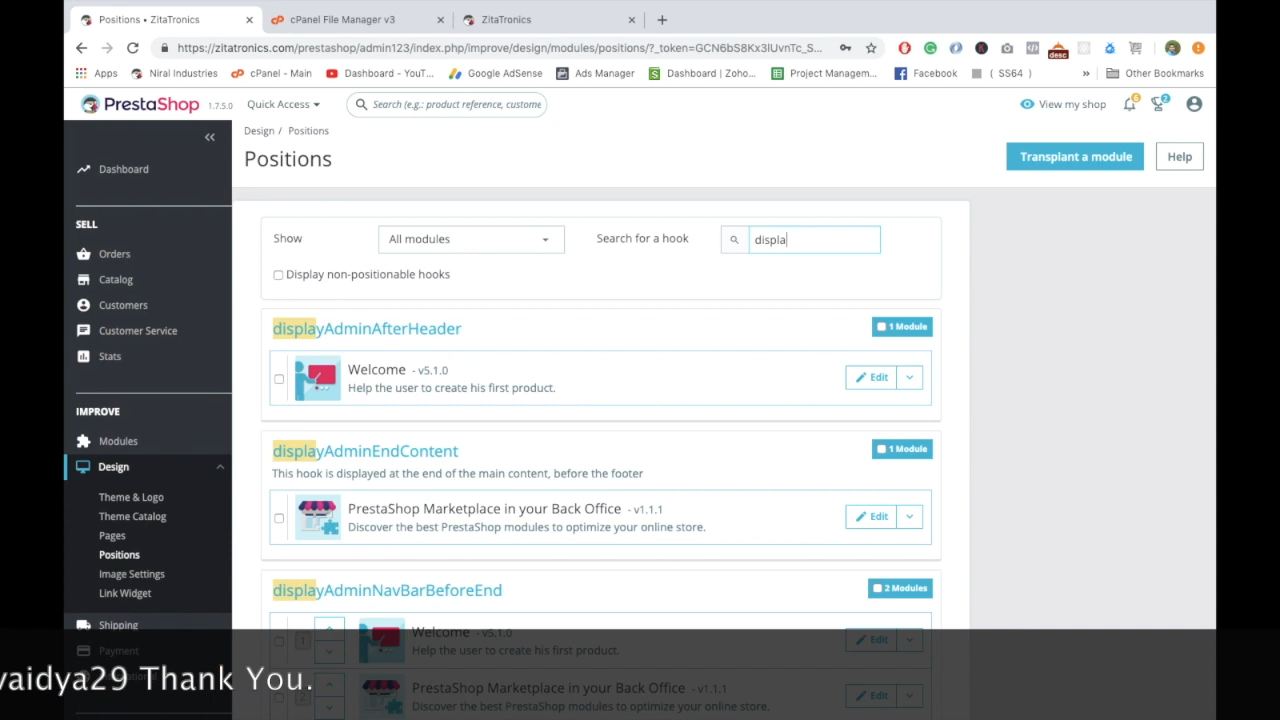 Positions • ZitaTronics
cPanel File Manager v3
ZitaTronics
https://zitatronics.com/prestashop/admin123/index.php/improve/design/modules/positions/?_token=GCN6bS8Kx3IUvnTc_S...
Apps
Niral Industries
cPanel - Main
Dashboard - YouT...
Google AdSense
Ads Manager
Dashboard | Zoho...
Project Managem...
Facebook
( SS64 )
»
Other Bookmarks
PrestaShop 1.7.5.0
Quick Access
Search (e.g.: product reference, custome
View my shop
6
2
Design / Positions
Positions
Transplant a module
Help
Dashboard
SELL
Orders
Catalog
Customers
Customer Service
Stats
IMPROVE
Modules
Design
Theme & Logo
Theme Catalog
Pages
Positions
Image Settings
Link Widget
Shipping
Payment
Show
All modules
Search for a hook
displa
Display non-positionable hooks
displayAdminAfterHeader
1 Module
Welcome - v5.1.0
Help the user to create his first product.
Edit
displayAdminEndContent
1 Module
This hook is displayed at the end of the main content, before the footer
PrestaShop Marketplace in your Back Office - v1.1.1
Discover the best PrestaShop modules to optimize your online store.
Edit
displayAdminNavBarBeforeEnd
2 Modules
1
Welcome - v5.1.0
Help the user to create his first product.
Edit
2
PrestaShop Marketplace in your Back Office - v1.1.1
Discover the best PrestaShop modules to optimize your online store.
Edit
vaidya29 Thank You.